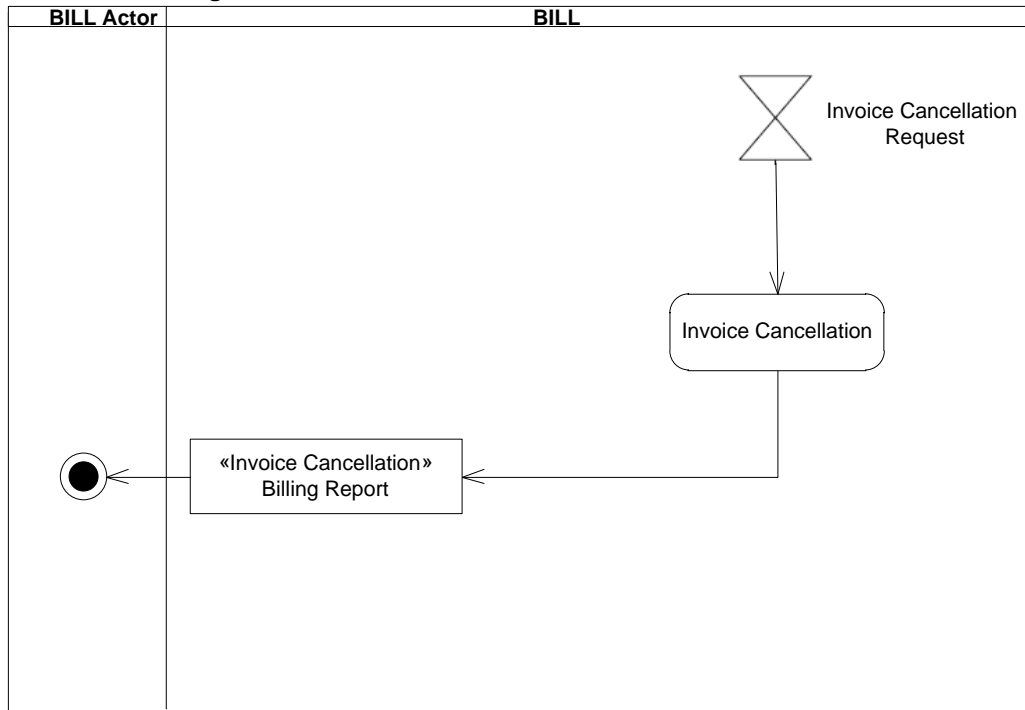 BILL Actor
BILL
Invoice Cancellation
Request
Invoice Cancellation
«Invoice Cancellation»
Billing Report